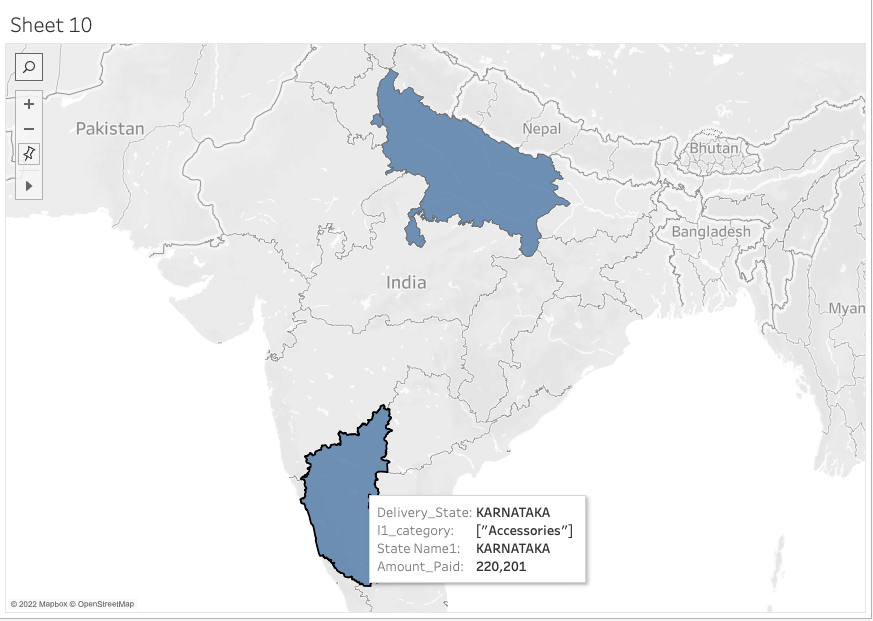 Sheet 10
Pakistan
Nepal
Bhutan
Bangladesh
India
Myan
Delivery_State: KARNATAKA
l1_category: ["Accessories"]
State Name1: KARNATAKA
Amount_Paid: 220,201
© 2022 Mapbox © OpenStreetMap